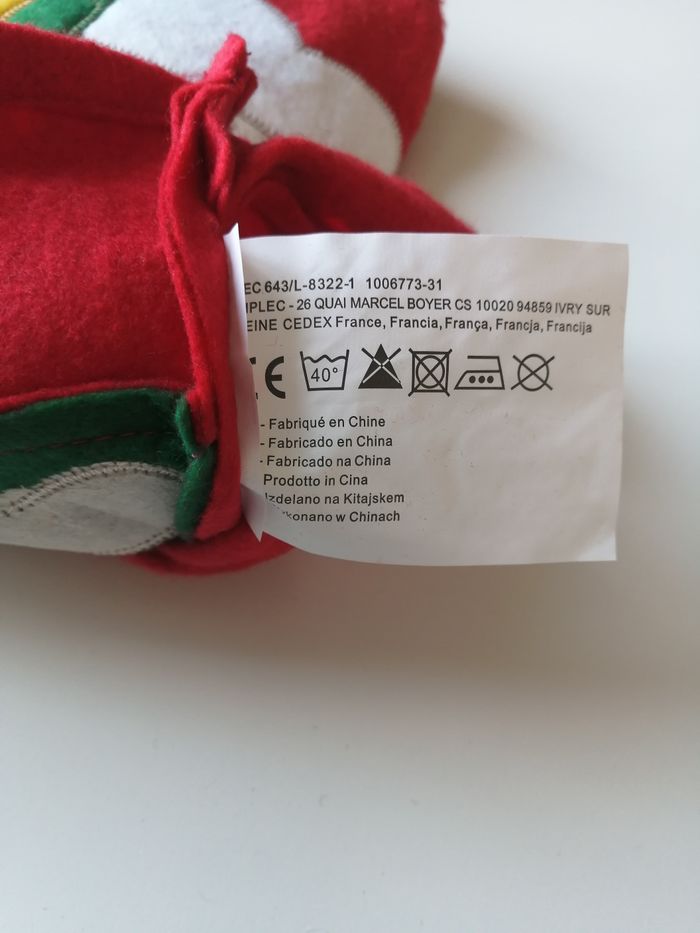 EC 643/L-8322-1 1006773-31
MPLEC - 26 QUAI MARCEL BOYER CS 10020 94859 IVRY SUR
EINE CEDEX France, Francia, França, Francja, Francija
CE 40°
- Fabriqué en Chine
- Fabricado en China
- Fabricado na China
Prodotto in Cina
Izdelano na Kitajskem
konano w Chinach